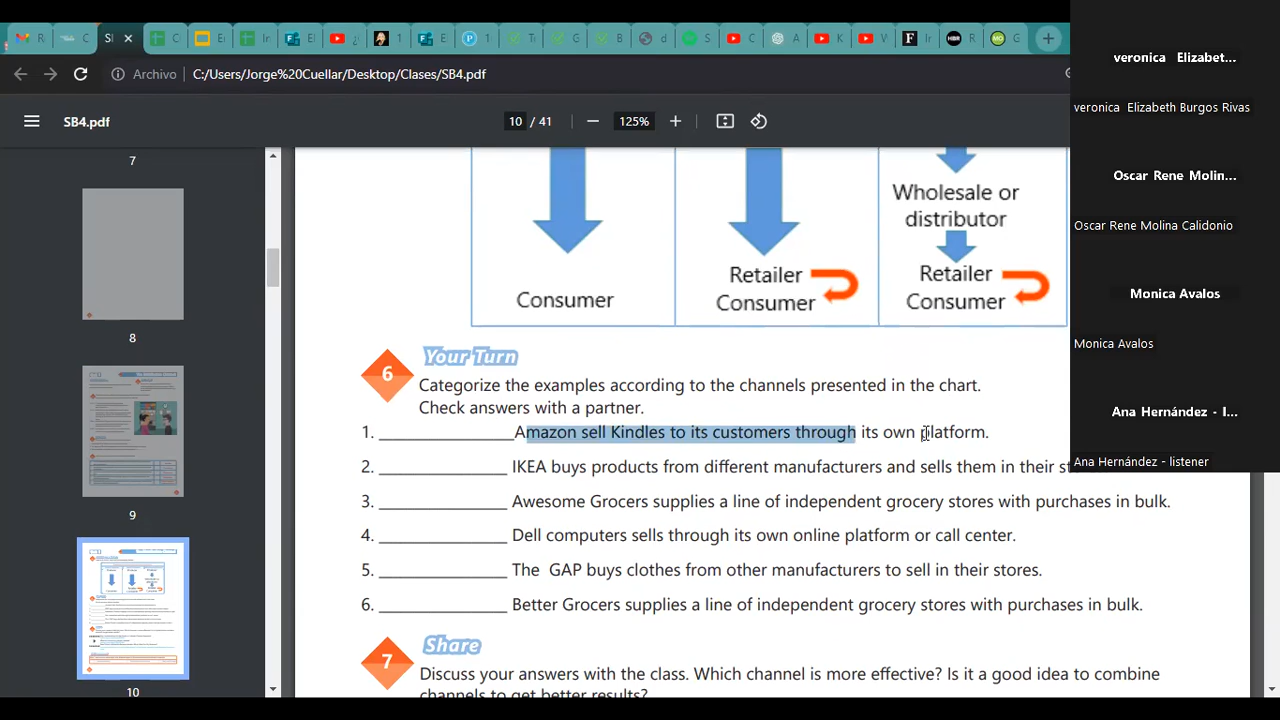 Archivo
C:/Users/Jorge%20Cuellar/Desktop/Clases/SB4.pdf
SB4.pdf
10 / 41
125%
7
8
9
10
Consumer
Retailer
Consumer
Wholesale or
distributor
Retailer
Consumer
6
Your Turn
Categorize the examples according to the channels presented in the chart.
Check answers with a partner.
1. _______________Amazon sell Kindles to its customers through its own platform.
2. ______________ IKEA buys products from different manufacturers and sells them in their
3. ______________ Awesome Grocers supplies a line of independent grocery stores with purchases in bulk.
4. ______________ Dell computers sells through its own online platform or call center.
5. ______________ The GAP buys clothes from other manufacturers to sell in their stores.
6. ______________ Better Grocers supplies a line of independent grocery stores with purchases in bulk.
7
Share
Discuss your answers with the class. Which channel is more effective? Is it a good idea to combine
channels to get better results?
veronica Elizabet...
veronica Elizabeth Burgos Rivas
Oscar Rene Molin...
Oscar Rene Molina Calidonio
Monica Avalos
Monica Avalos
Ana Hernández - l...
Ana Hernández - listener